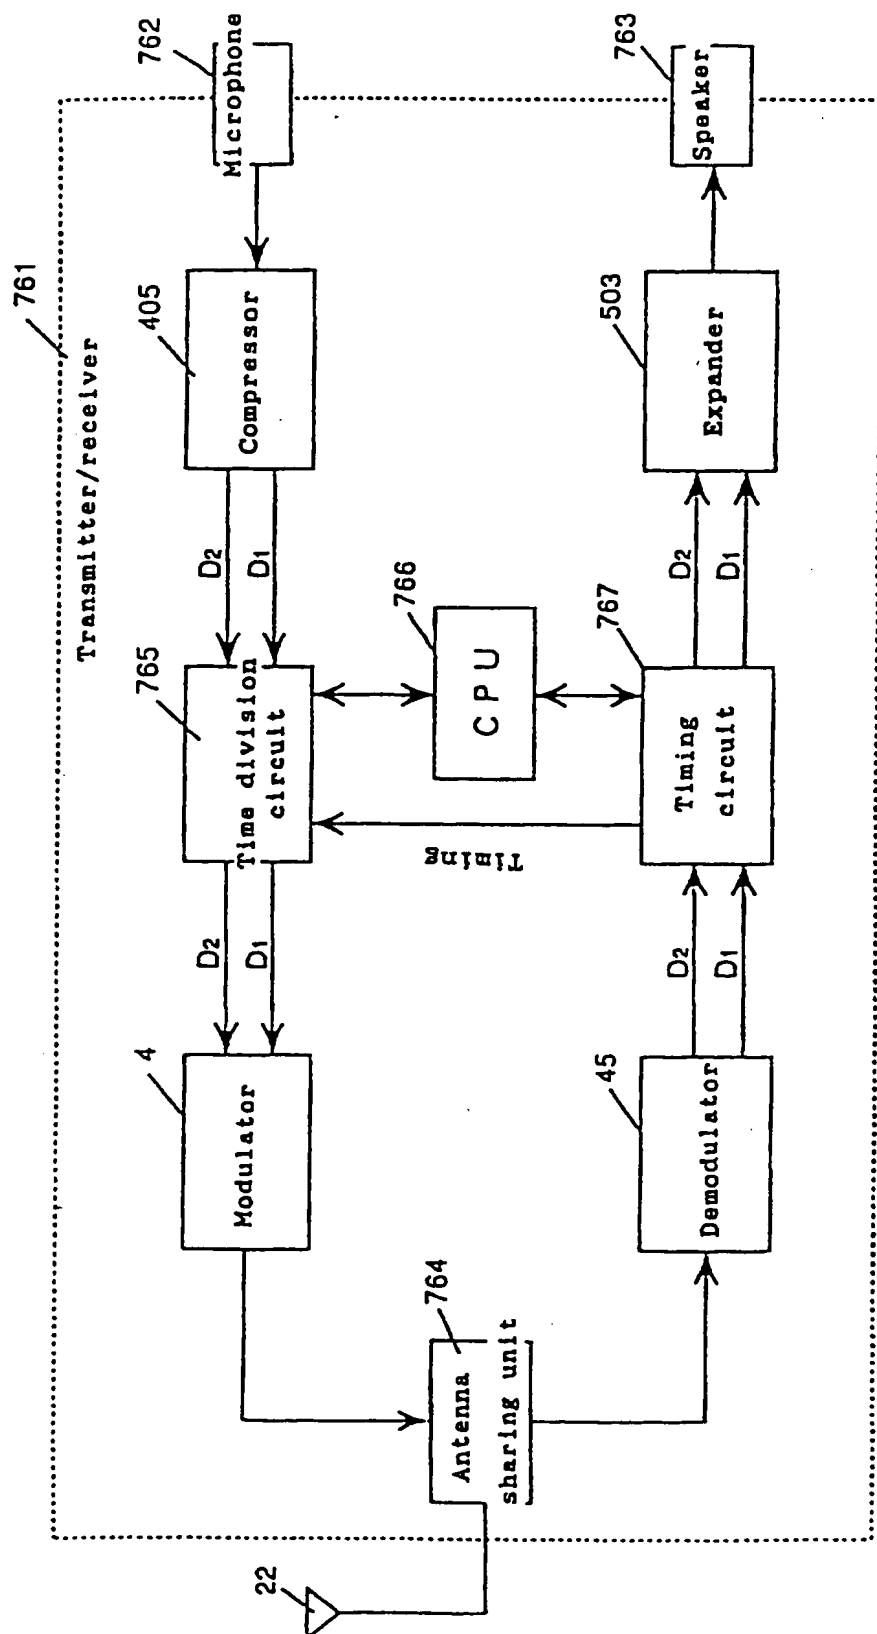 761
Transmitter/receiver
22
764
Antenna
sharing unit
4
Modulator
D2
D1
765
Time division
circuit
D2
D1
405
Compressor
762
Microphone
766
CPU
Timing
45
Demodulator
D2
D1
767
Timing
circuit
D2
D1
503
Expander
763
Speaker